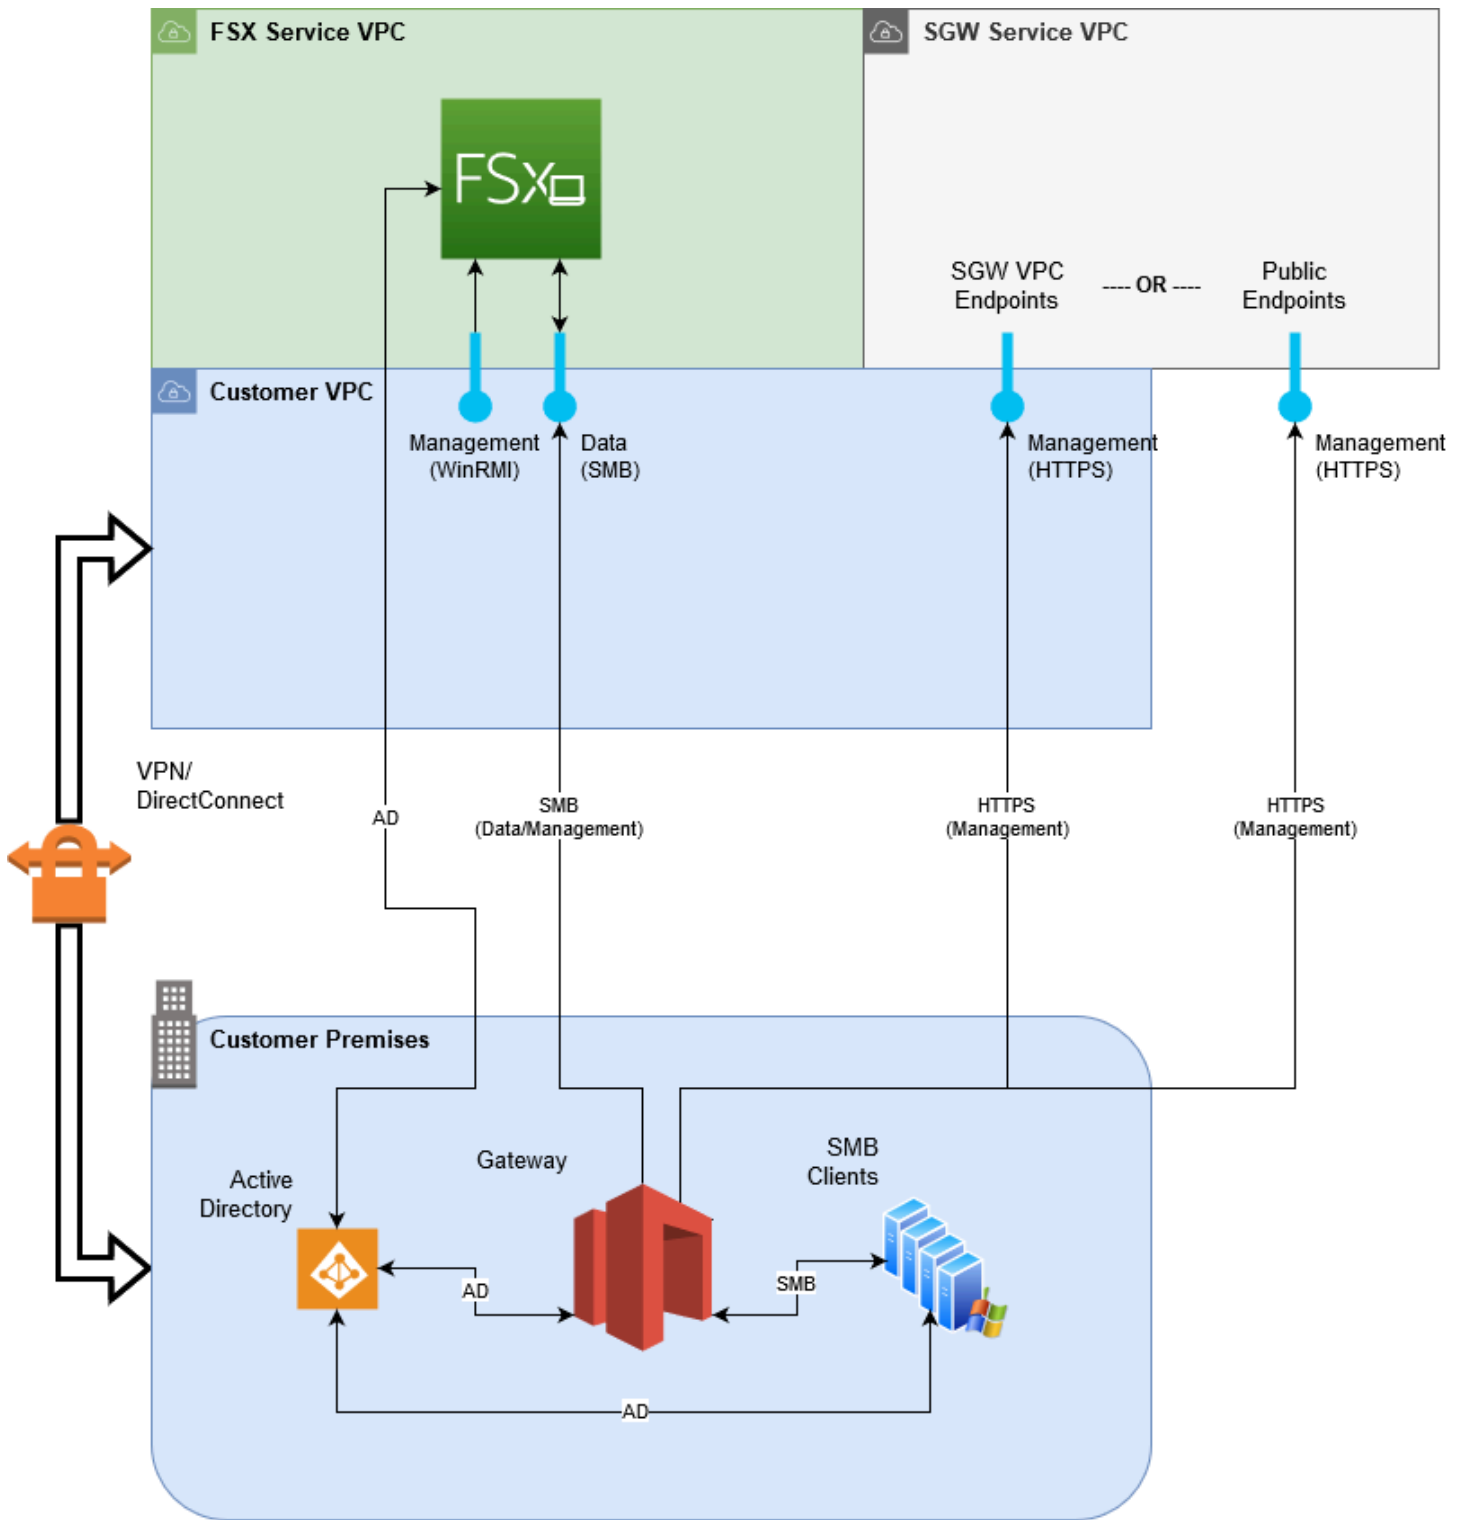 FSX Service VPC
SGW Service VPC
FSx
SGW VPC
Endpoints
---- OR ----
Public
Endpoints
Customer VPC
Management
(WinRMI)
Data
(SMB)
Management
(HTTPS)
Management
(HTTPS)
VPN/
DirectConnect
AD
SMB
(Data/Management)
HTTPS
(Management)
HTTPS
(Management)
Customer Premises
Active
Directory
Gateway
SMB
Clients
AD
SMB
AD